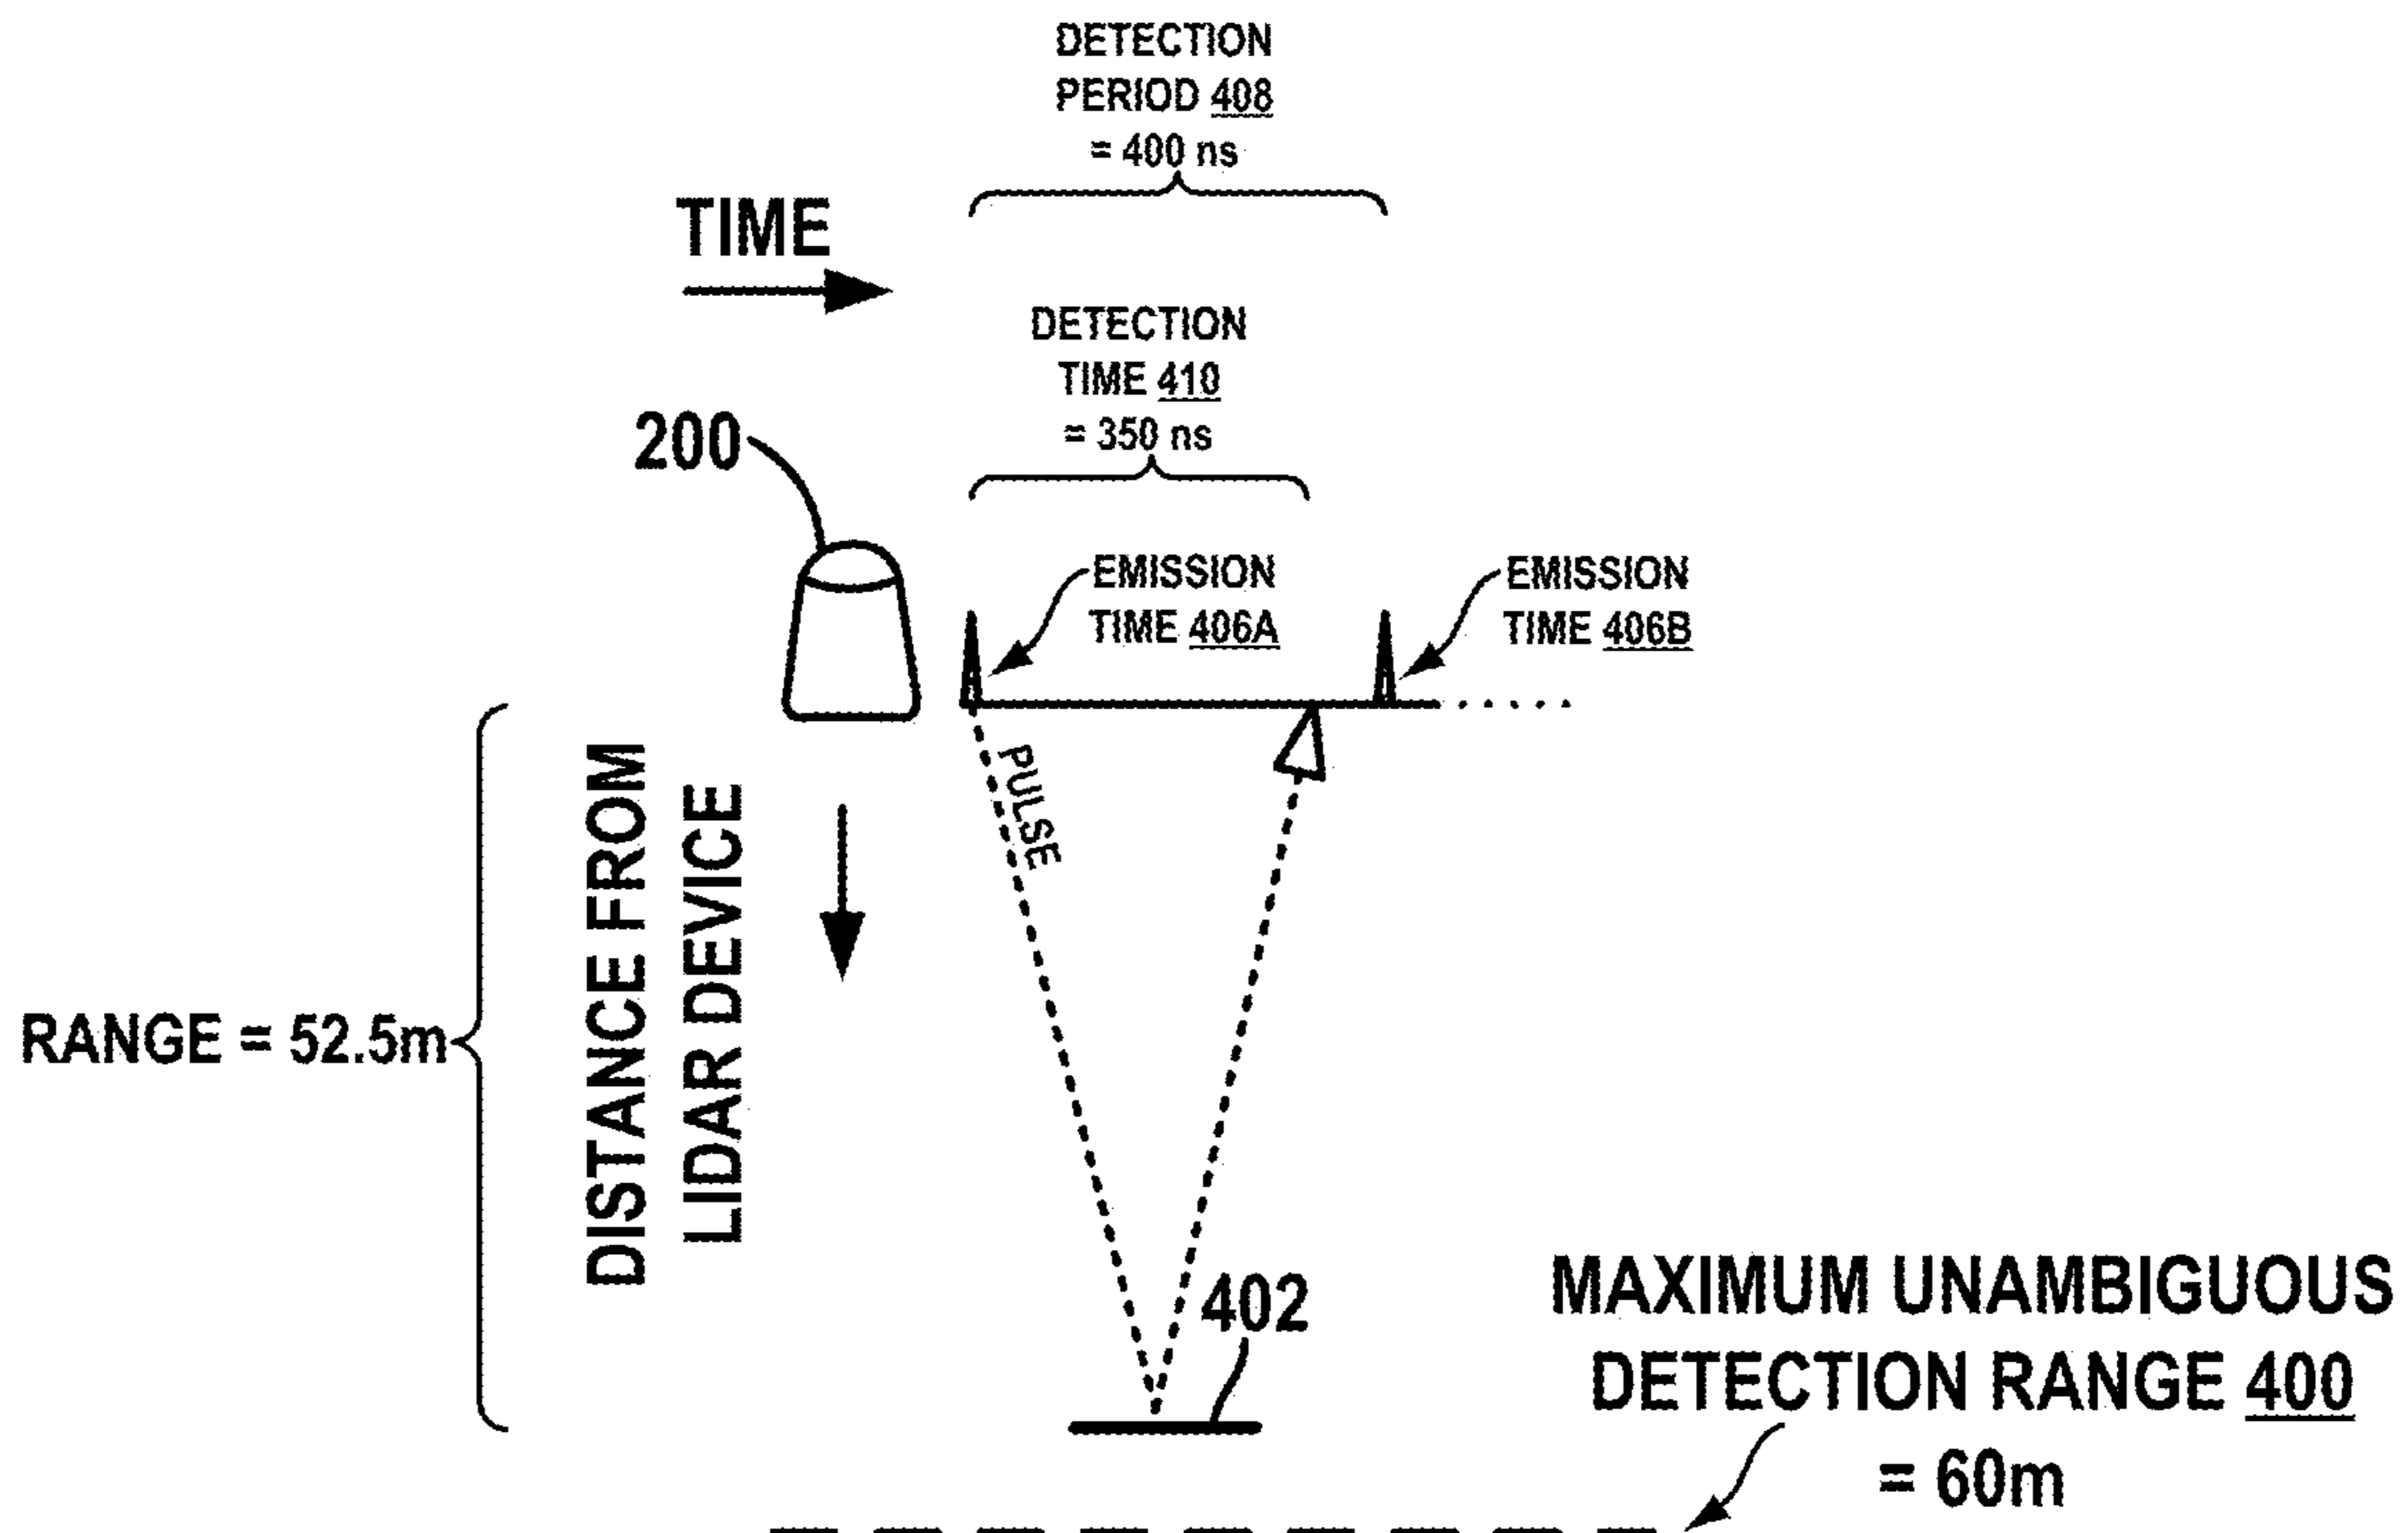 DETECTION
PERIOD 408
= 400 ns
TIME
DETECTION
TIME 410
= 350 ns
200
EMISSION
TIME 406A
EMISSION
TIME 406B
PULSE
DISTANCE FROM
LIDAR DEVICE
RANGE = 52.5m
402
MAXIMUM UNAMBIGUOUS
DETECTION RANGE 400
= 60m